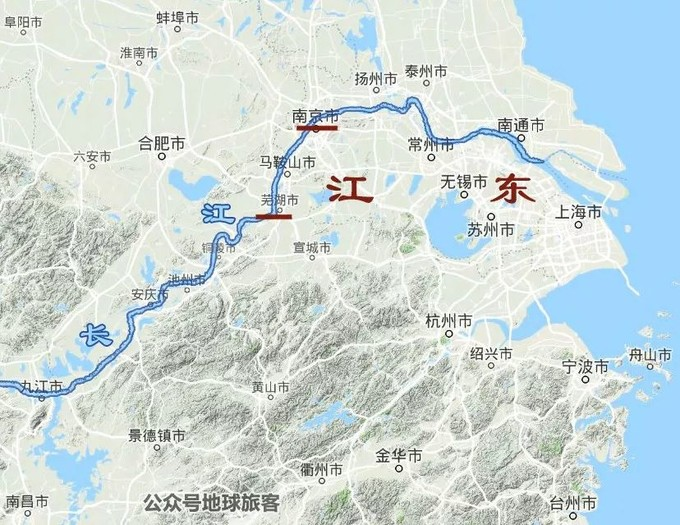 阜阳市
蚌埠市
淮南市
扬州市
泰州市
南京市
南通市
合肥市
常州市
六安市
马鞍山市
江 东
无锡市
芜湖市
上海市
江
苏州市
铜陵市
宣城市
池州市
安庆市
杭州市
长
绍兴市
舟山市
宁波市
九江市
黄山市
景德镇市
金华市
衢州市
南昌市
公众号地球旅客
台州市